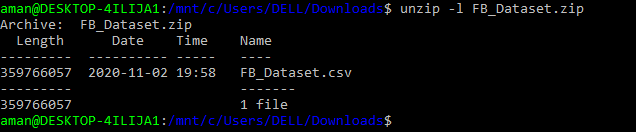 aman@DESKTOP-4ILIJA1:/mnt/c/Users/DELL/Downloads$ unzip -l FB_Dataset.zip
Archive:  FB_Dataset.zip
  Length      Date    Time    Name
---------  ---------- -----   ----
359766057  2020-11-02 19:58   FB_Dataset.csv
---------                     -------
359766057                     1 file
aman@DESKTOP-4ILIJA1:/mnt/c/Users/DELL/Downloads$